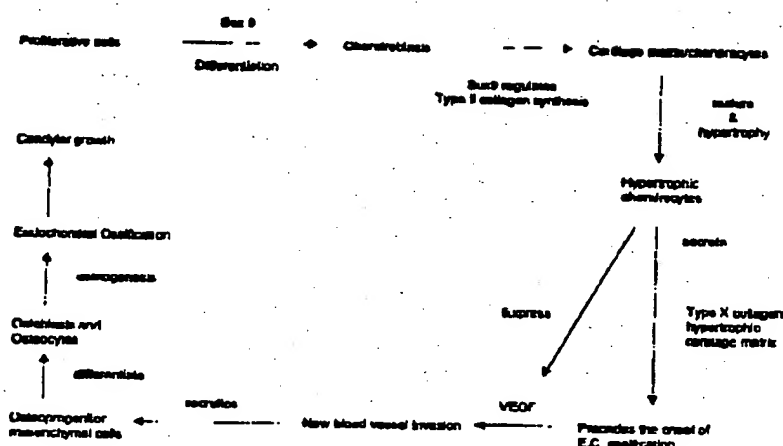 Sox 9
Proliferative cells
Differentiation
Chondroblasts
Sox9 regulates
Type II collagen synthesis
Cartilage matrix/chondrocytes
mature
&
hypertrophy
Condylar growth
Hypertrophic
chondrocytes
Endochondral Ossification
osteogenesis
secrete
Express
Type X collagen
hypertrophic
cartilage matrix
Osteoblasts and
Osteocytes
differentiate
VEGF
Osteoprogenitor
mesenchymal cells
New blood vessel invasion
Precedes the onset of
E.C. ossification